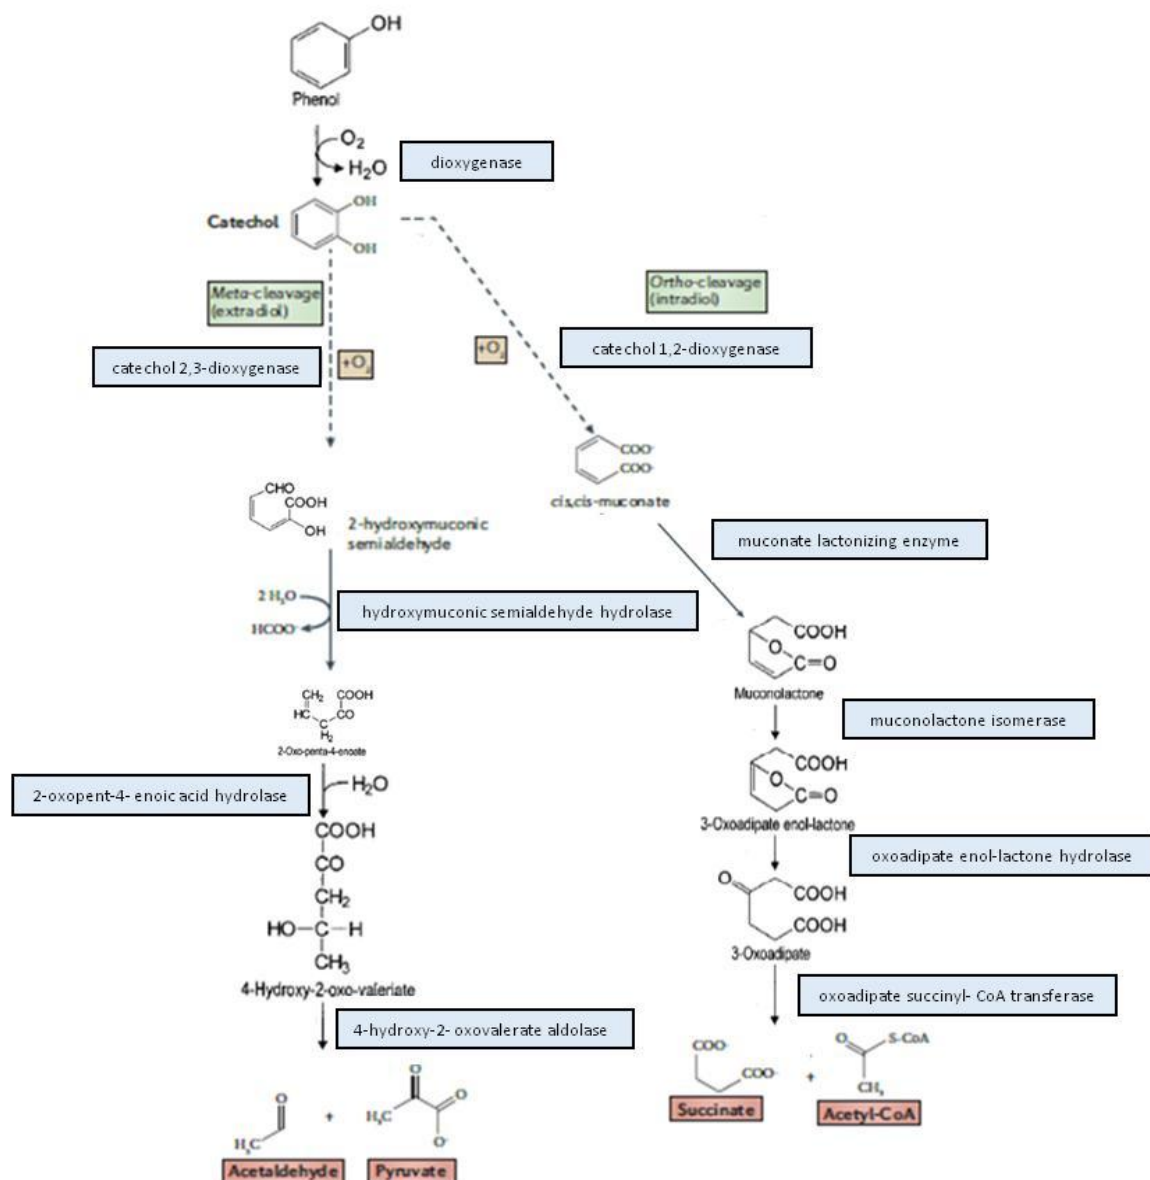 OH
Phenol
O₂
H₂O
dioxygenase
OH
Catechol
OH
Meta-cleavage
(extradiol)
Ortho-cleavage
(intradiol)
catechol 2,3-dioxygenase
+O₂
+O₂
catechol 1,2-dioxygenase
COO-
COO-
cis,cis-muconate
CHO
COOH
OH
2-hydroxymuconic
semialdehyde
muconate lactonizing enzyme
2 H₂O
HCOO-
hydroxymuconic semialdehyde hydrolase
COOH
O
C=O
Muconolactone
CH₂ COOH
HC CO
C
H₂
2-Oxo-penta-4-enoate
muconolactone isomerase
H₂O
2-oxopent-4- enoic acid hydrolase
COOH
O
C=O
3-Oxoadipate enol-lactone
oxoadipate enol-lactone hydrolase
COOH
CO
CH₂
HO—C—H
CH₃
4-Hydroxy-2-oxo-valeriate
O
COOH
COOH
3-Oxoadipate
oxoadipate succinyl- CoA transferase
4-hydroxy-2- oxovalerate aldolase
COO-
COO-
Succinate
+
O
S-CoA
CH₃
Acetyl-CoA
O
H₃C
Acetaldehyde
+
O
H₃C
O
O-
Pyruvate